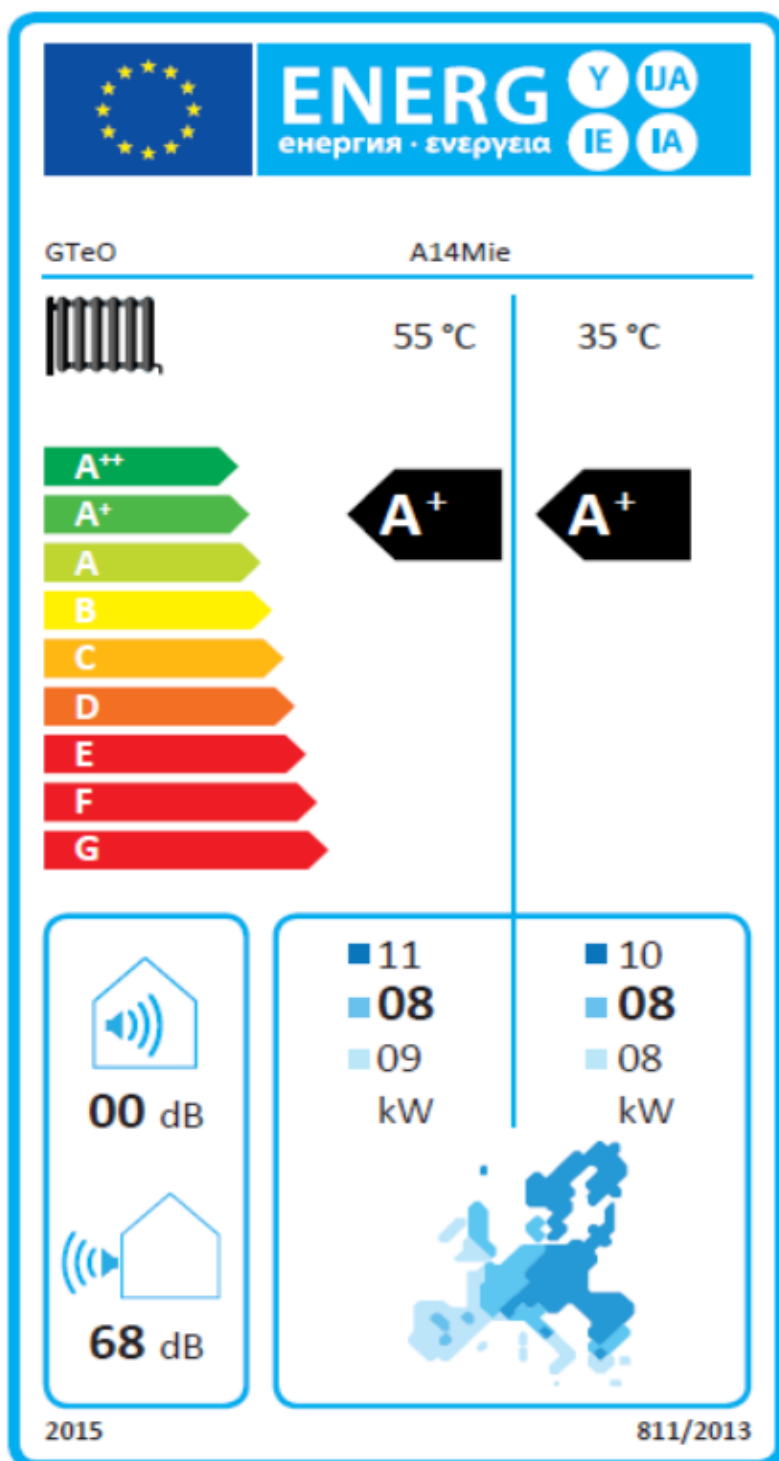 ENERG Y IJA
енергия · ενεργεια IE IA
GTeO A14Mie
55 °C 35 °C
A++
A+ A+ A+
A
B
C
D
E
F
G
11 10
08 08
09 08
kW kW
00 dB
68 dB
2015 811/2013